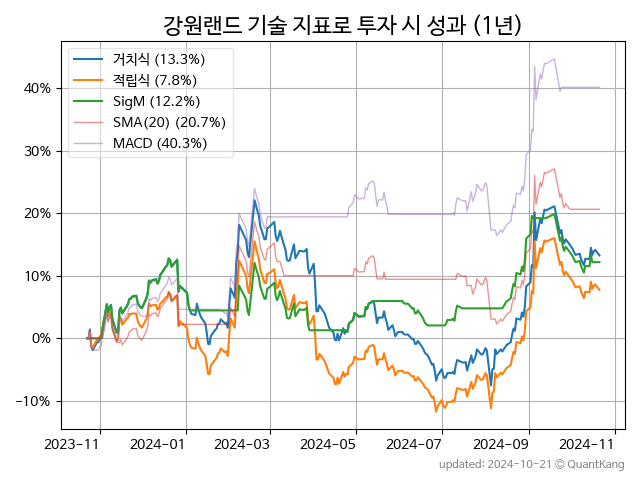 강원랜드 기술 지표로 투자 시 성과 (1년)
거치식 (13.3%)
적립식 (7.8%)
SigM (12.2%)
SMA(20) (20.7%)
MACD (40.3%)
40%
30%
20%
10%
0%
−10%
2023-11 2024-01 2024-03 2024-05 2024-07 2024-09 2024-11
updated: 2024-10-21 © QuantKang